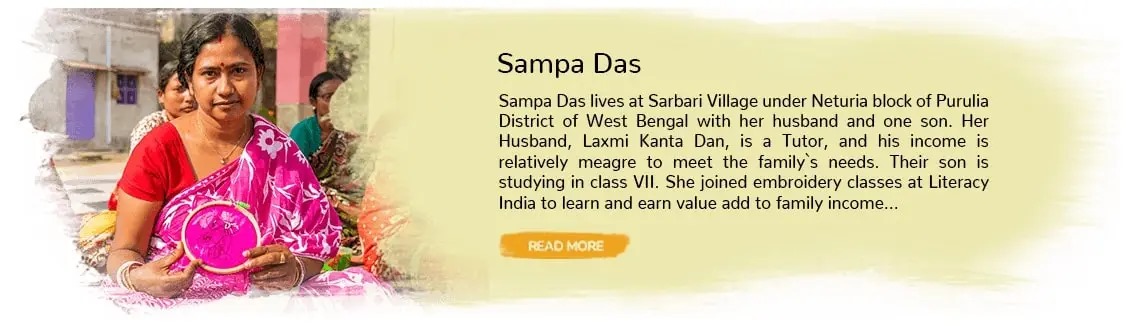 Sampa Das
Sampa Das lives at Sarbari Village under Neturia block of Purulia
District of West Bengal with her husband and one son. Her
Husband, Laxmi Kanta Dan, is a Tutor, and his income is
relatively meagre to meet the family`s needs. Their son is
studying in class VII. She joined embroidery classes at Literacy
India to learn and earn value add to family income...
READ MORE